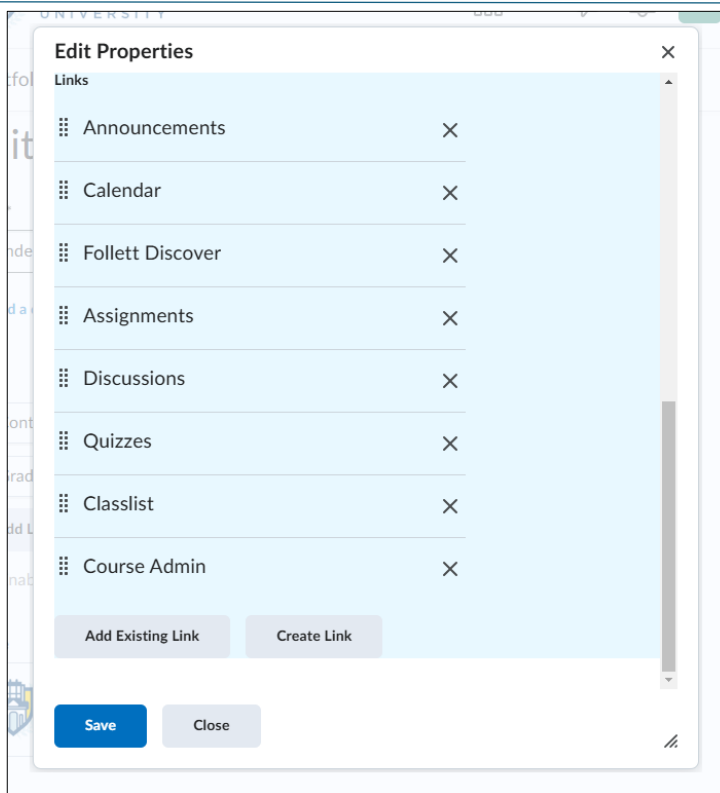 UNIVERSITY
Edit Properties
Links
Announcements
Calendar
Follett Discover
Assignments
Discussions
Quizzes
Classlist
Course Admin
Add Existing Link Create Link
Save Close